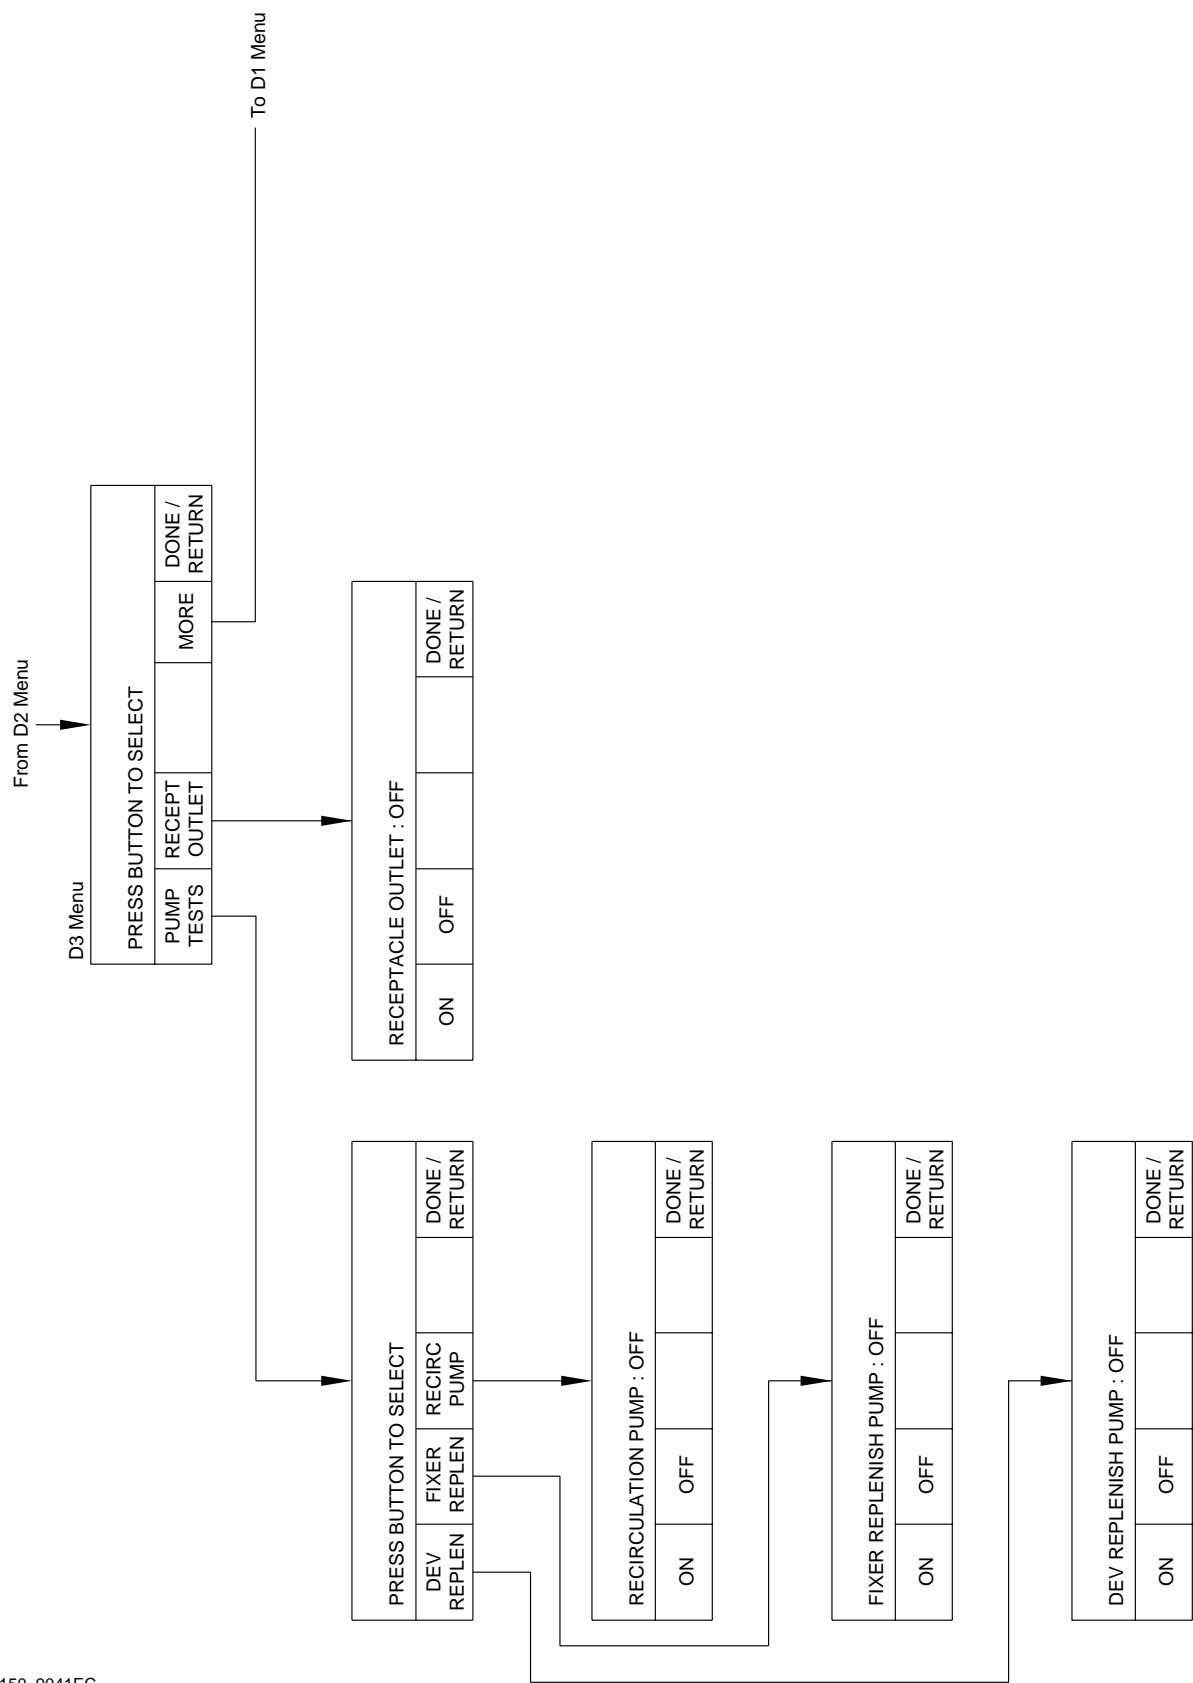 From D2 Menu
D3 Menu
PRESS BUTTON TO SELECT
PUMP
TESTS
RECEPT
OUTLET
MORE
DONE /
RETURN
To D1 Menu
PRESS BUTTON TO SELECT
DEV
REPLEN
FIXER
REPLEN
RECIRC
PUMP
DONE /
RETURN
RECEPTACLE OUTLET : OFF
ON
OFF
DONE /
RETURN
RECIRCULATION PUMP : OFF
ON
OFF
DONE /
RETURN
FIXER REPLENISH PUMP : OFF
ON
OFF
DONE /
RETURN
DEV REPLENISH PUMP : OFF
ON
OFF
DONE /
RETURN